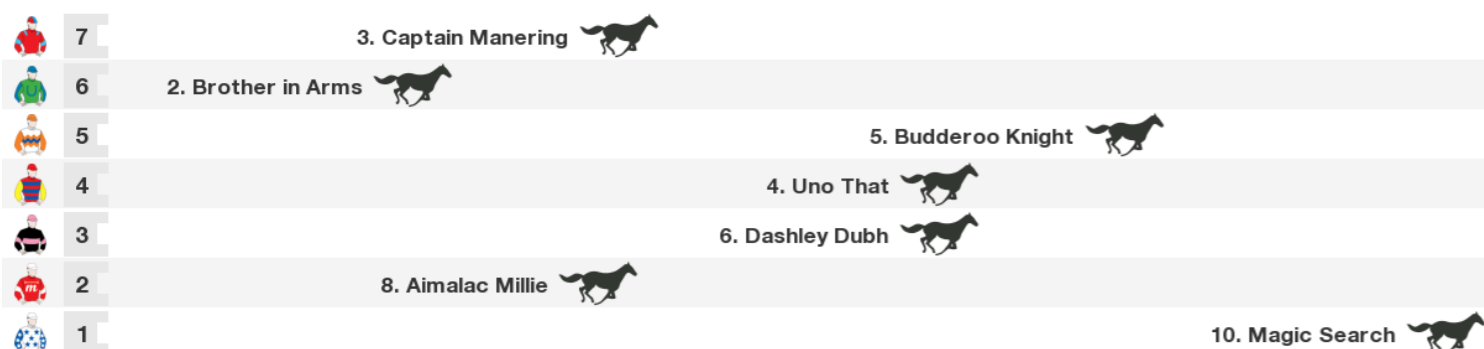 7 3. Captain Manering
6 2. Brother in Arms
5 5. Budderoo Knight
4 4. Uno That
3 6. Dashley Dubh
m
2 8. Aimalac Millie
1 10. Magic Search